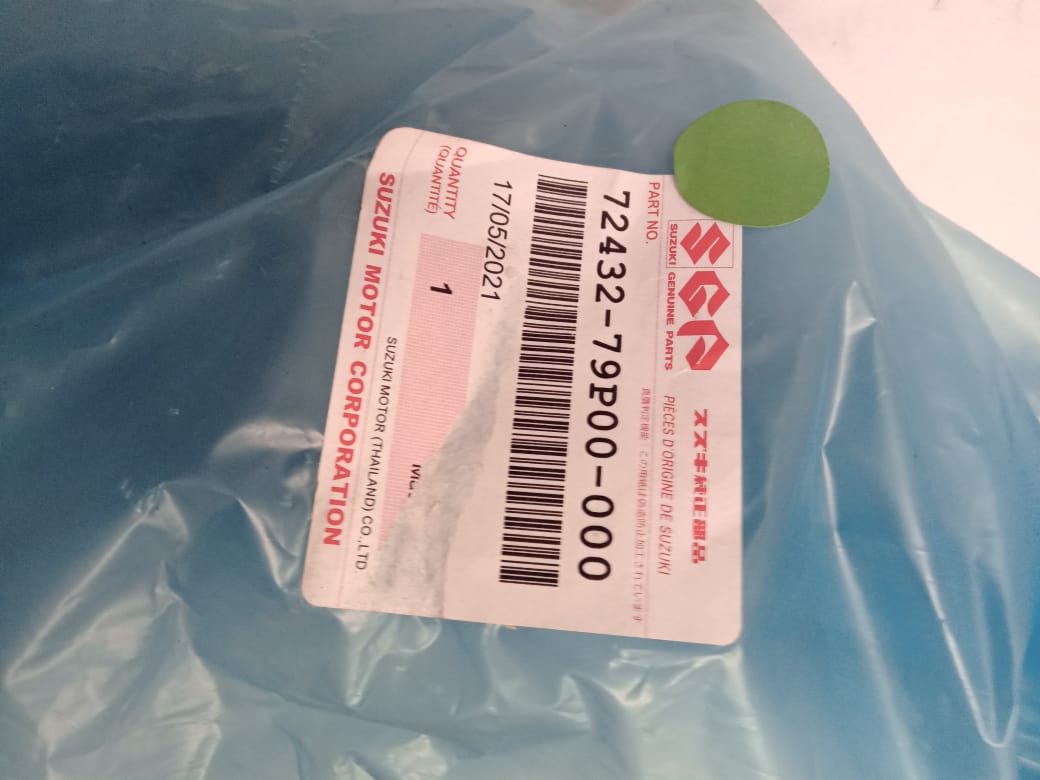 SGP
SUZUKI GENUINE PARTS
スズキ純正部品
PIÈCES D'ORIGINE DE SUZUKI
PART NO.
72432-79P00-000
17/05/2021
QUANTITY
(QUANTITÉ)
1
SUZUKI MOTOR (THAILAND) CO.,LTD.
SUZUKI MOTOR CORPORATION